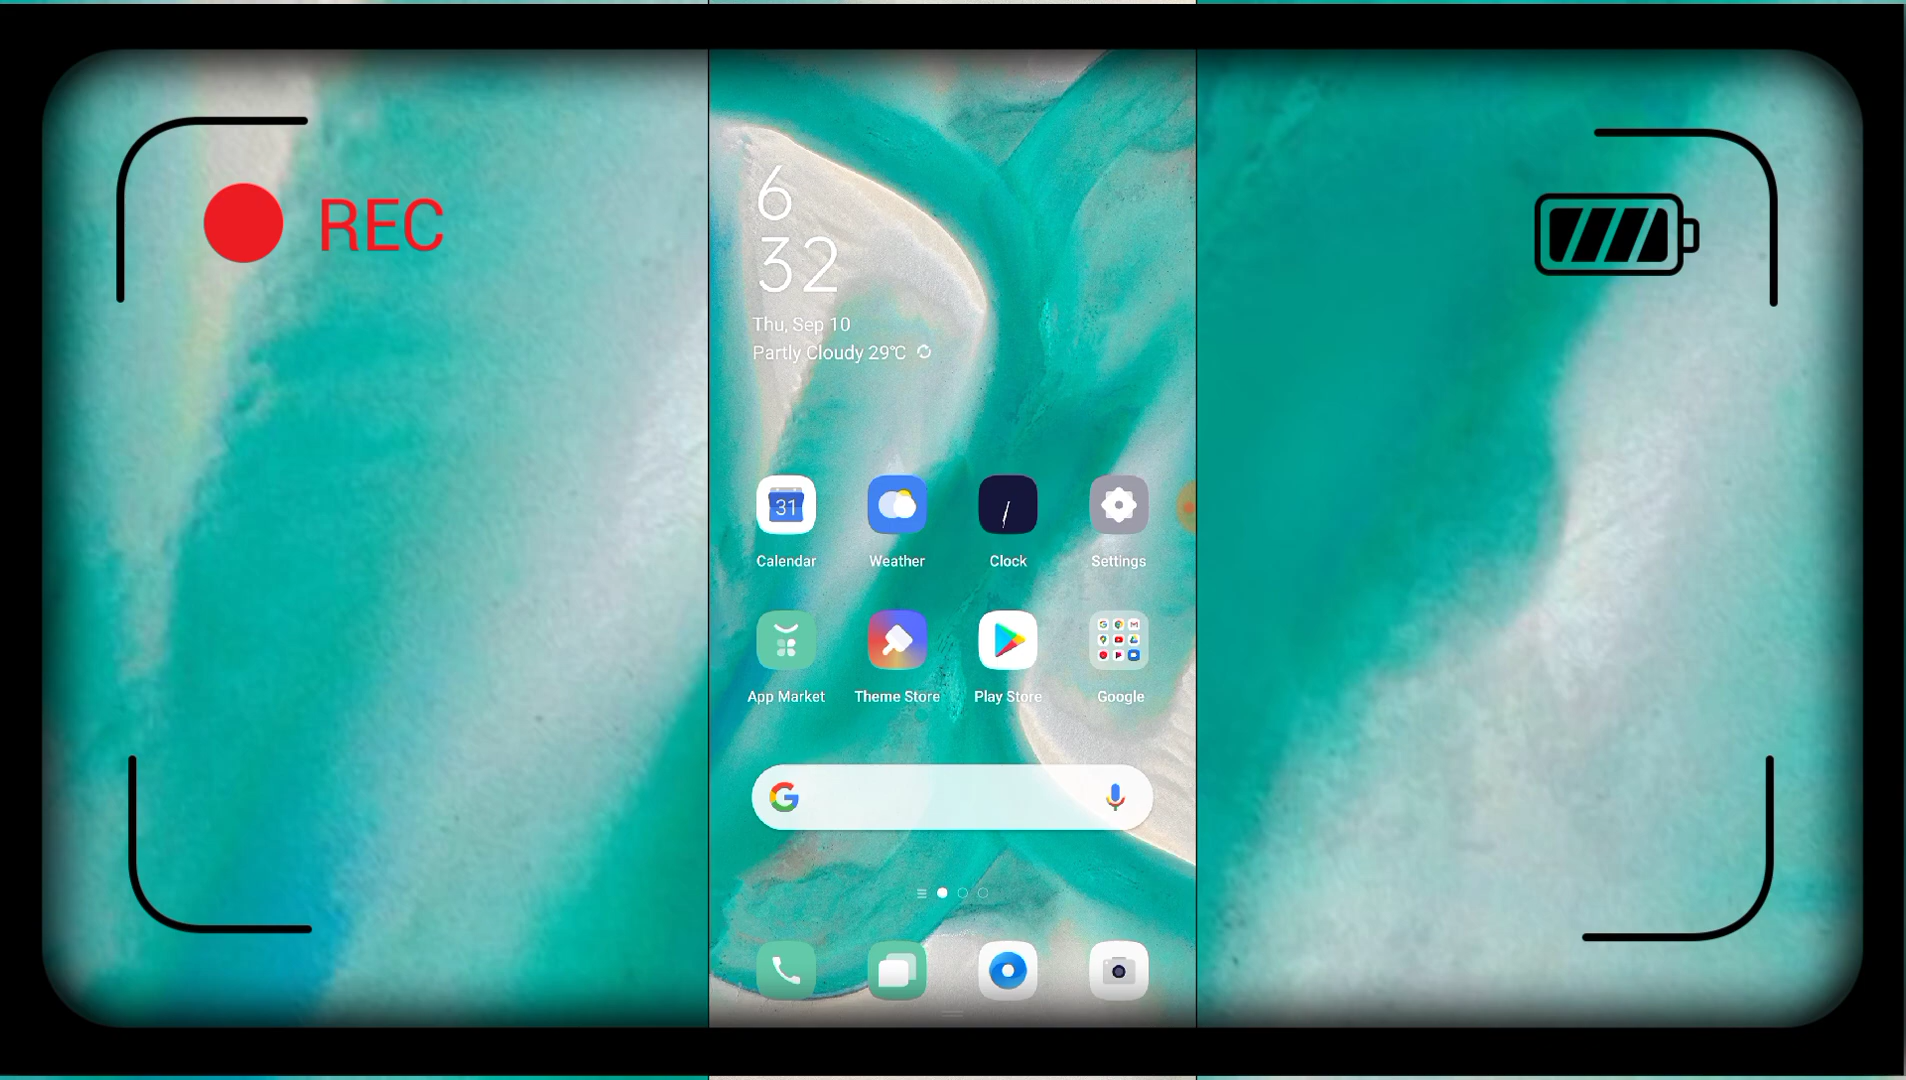 REC
6
32
Thu, Sep 10
Partly Cloudy 29℃
31
Calendar
Weather
Clock
Settings
App Market
Theme Store
Play Store
Google